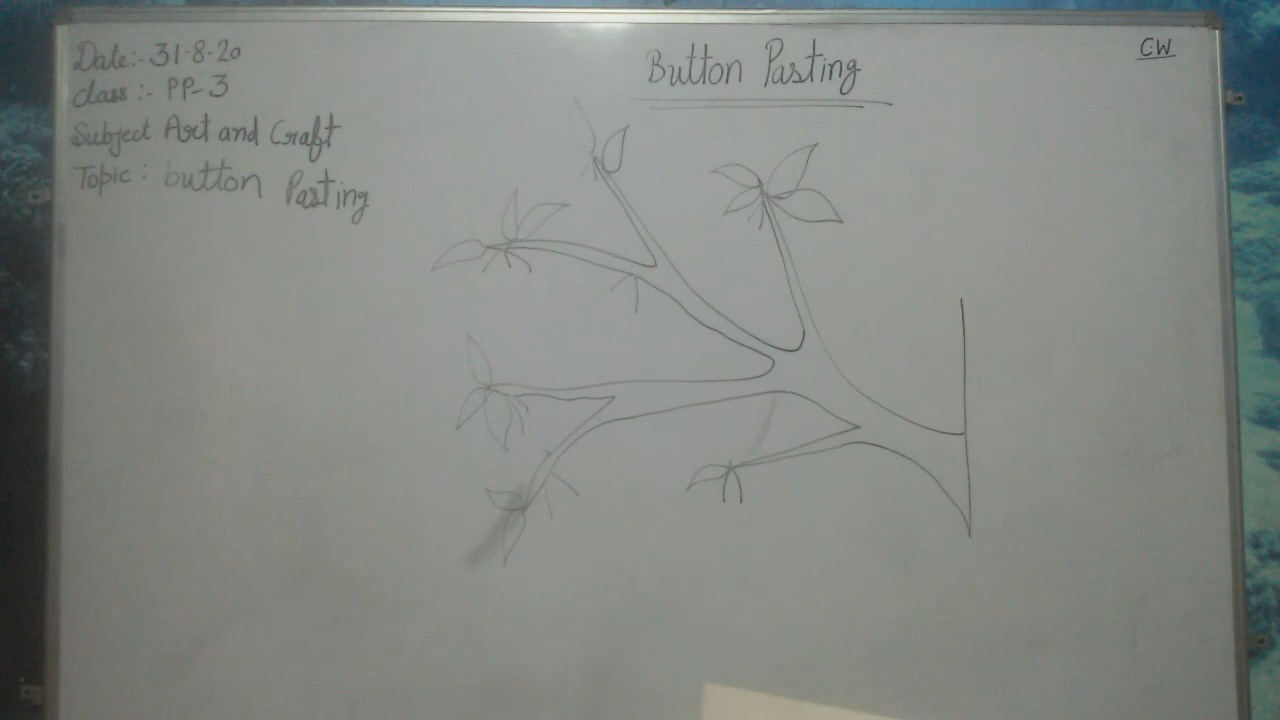 Date:- 31-8-20
class:- PP-3
Subject Art and Craft
Topic: button Pasting
Button Pasting
CW